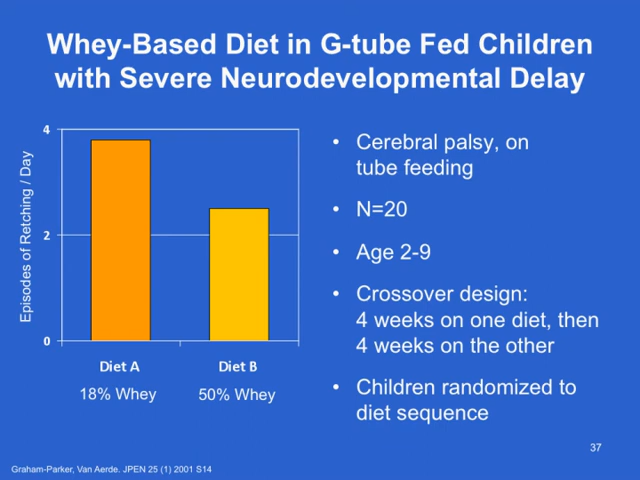 Whey-Based Diet in G-tube Fed Children
with Severe Neurodevelopmental Delay
Episodes of Retching / Day
4
2
0
Diet A
Diet B
18% Whey
50% Whey
• Cerebral palsy, on
tube feeding
• N=20
• Age 2-9
• Crossover design:
4 weeks on one diet, then
4 weeks on the other
• Children randomized to
diet sequence
37
Graham-Parker, Van Aerde. JPEN 25 (1) 2001 S14